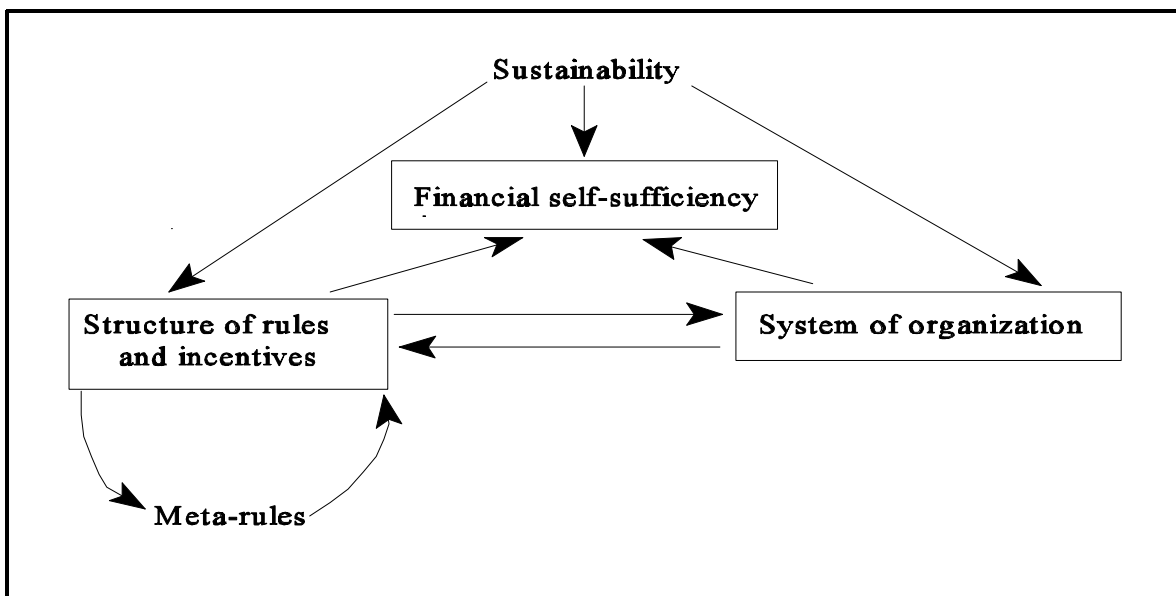 Sustainability
Financial self-sufficiency
Structure of rules
and incentives
System of organization
Meta-rules